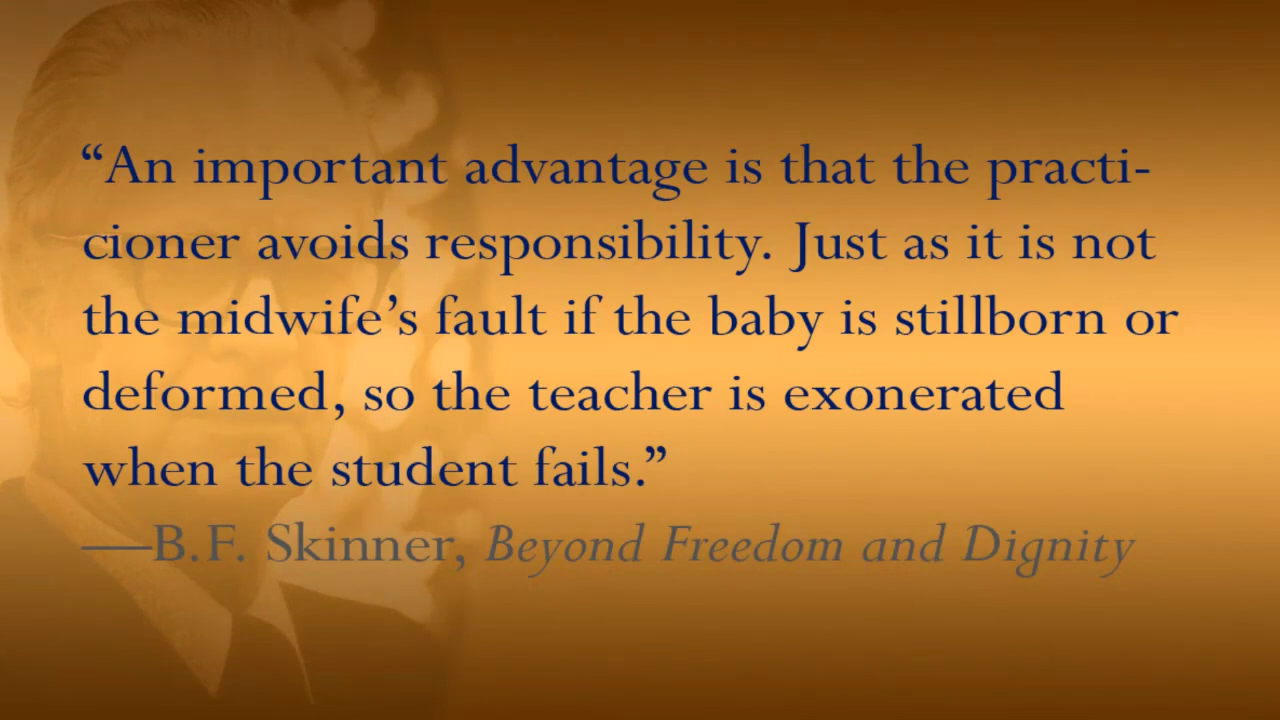 “An important advantage is that the practi-
cioner avoids responsibility. Just as it is not
the midwife’s fault if the baby is stillborn or
deformed, so the teacher is exonerated
when the student fails.”
—B.F. Skinner, Beyond Freedom and Dignity